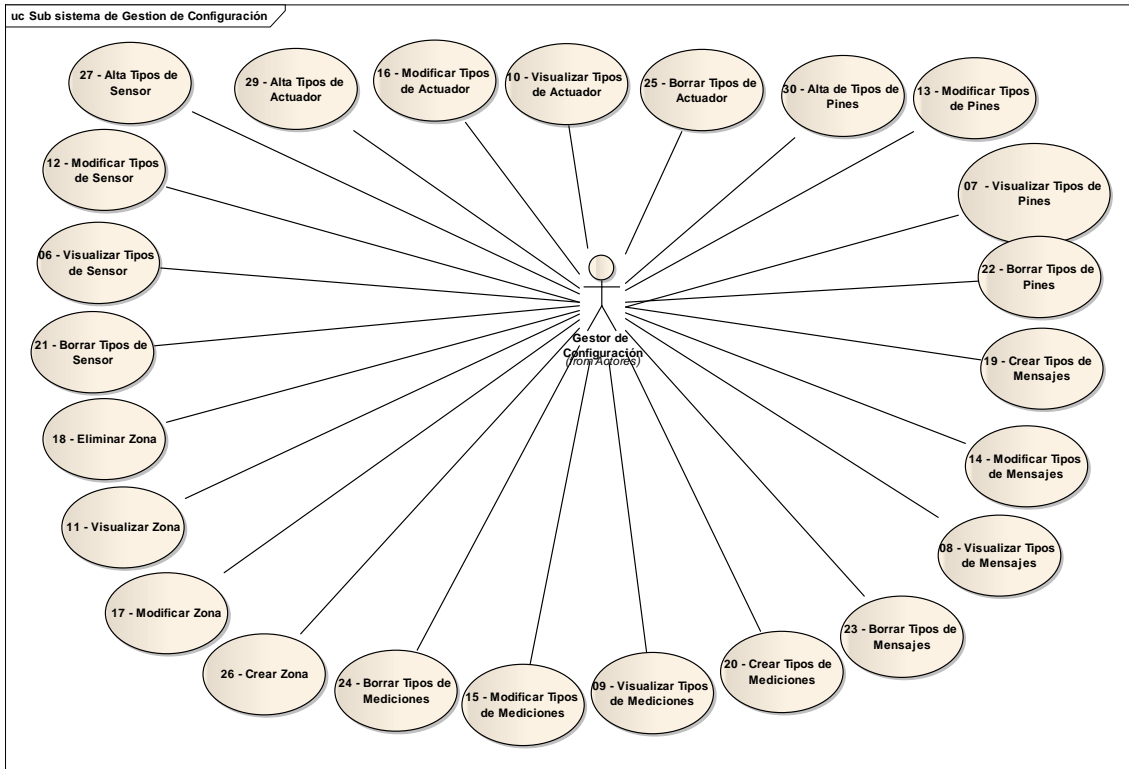 uc Sub sistema de Gestion de Configuración
27 - Alta Tipos de
Sensor
29 - Alta Tipos de
Actuador
16 - Modificar Tipos
de Actuador
10 - Visualizar Tipos
de Actuador
25 - Borrar Tipos de
Actuador
30 - Alta de Tipos de
Pines
13 - Modificar Tipos
de Pines
12 - Modificar Tipos
de Sensor
07 - Visualizar Tipos de
Pines
06 - Visualizar Tipos
de Sensor
22 - Borrar Tipos de
Pines
21 - Borrar Tipos de
Sensor
Gestor de
Configuración
(from Actores)
19 - Crear Tipos de
Mensajes
18 - Eliminar Zona
14 - Modificar Tipos
de Mensajes
11 - Visualizar Zona
08 - Visualizar Tipos
de Mensajes
17 - Modificar Zona
23 - Borrar Tipos de
Mensajes
26 - Crear Zona
24 - Borrar Tipos de
Mediciones
15 - Modificar Tipos
de Mediciones
09 - Visualizar Tipos
de Mediciones
20 - Crear Tipos de
Mediciones